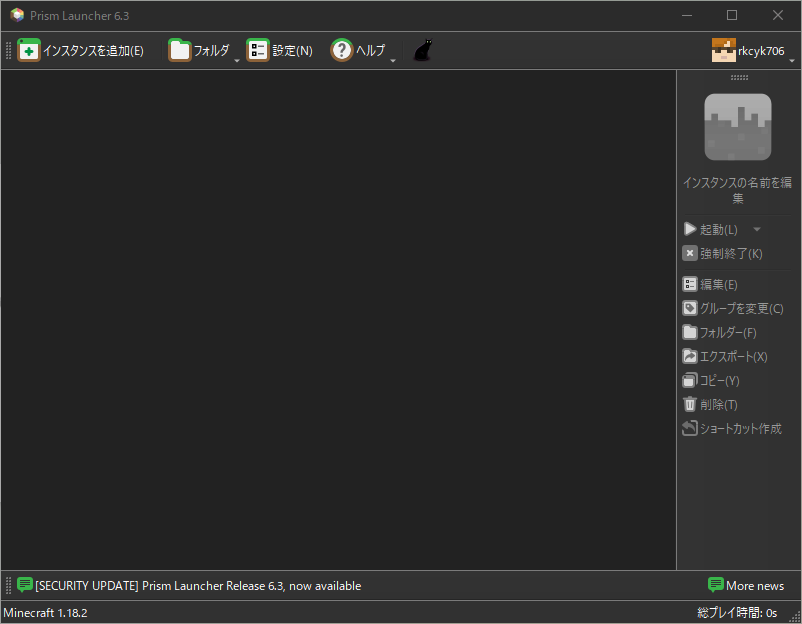 Prism Launcher 6.3
インスタンスを追加(E) フォルダ 設定(N) ヘルプ rkcyk706
インスタンスの名前を編
集
起動(L)
強制終了(K)
編集(E)
グループを変更(C)
フォルダー(F)
エクスポート(X)
コピー(Y)
削除(T)
ショートカット作成
[SECURITY UPDATE] Prism Launcher Release 6.3, now available More news
Minecraft 1.18.2 総プレイ時間: 0s